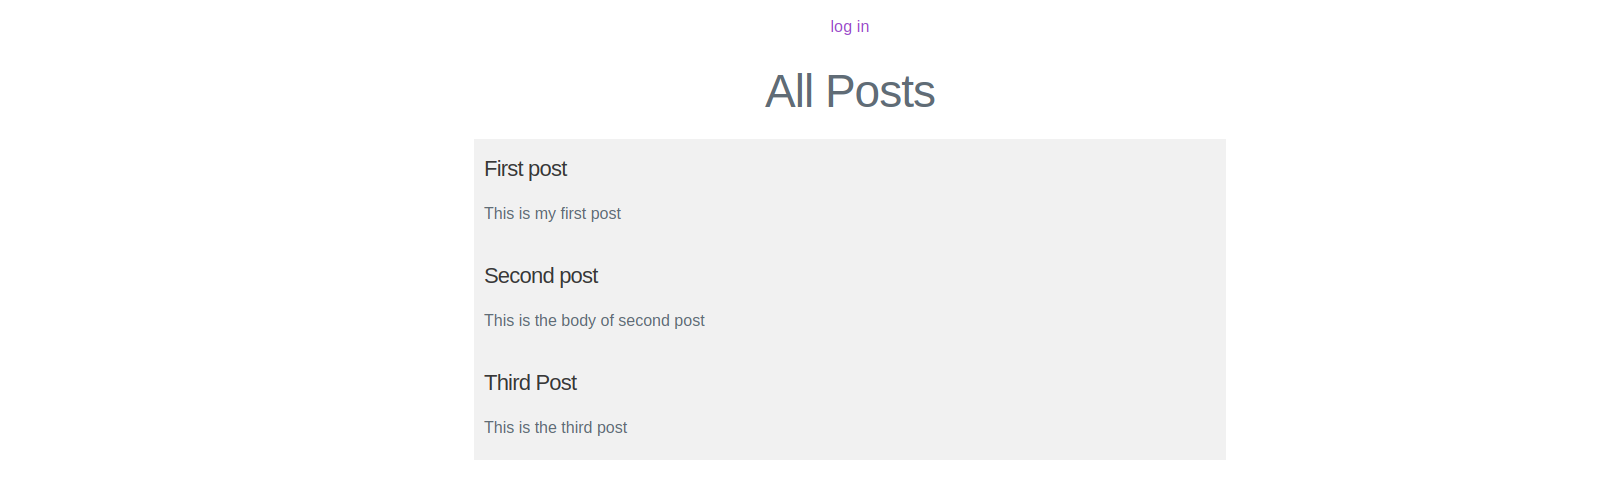 log in
All Posts
First post
This is my first post
Second post
This is the body of second post
Third Post
This is the third post